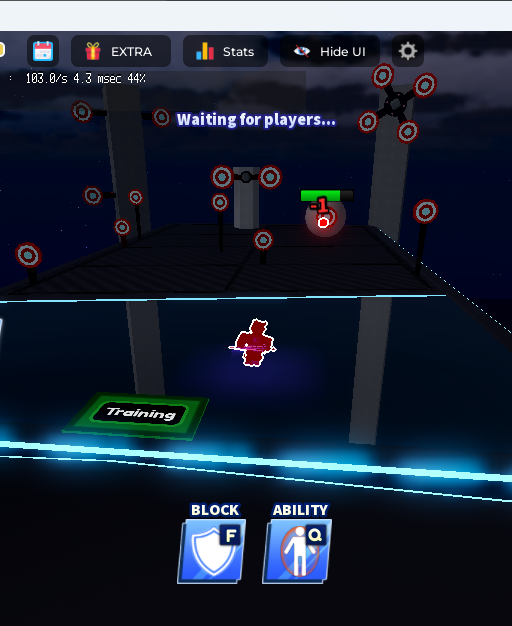 EXTRA
Stats
Hide UI
: 103.0/s 4.3 msec 44%
Waiting for players...
-1
Training
BLOCK
ABILITY
F
Q